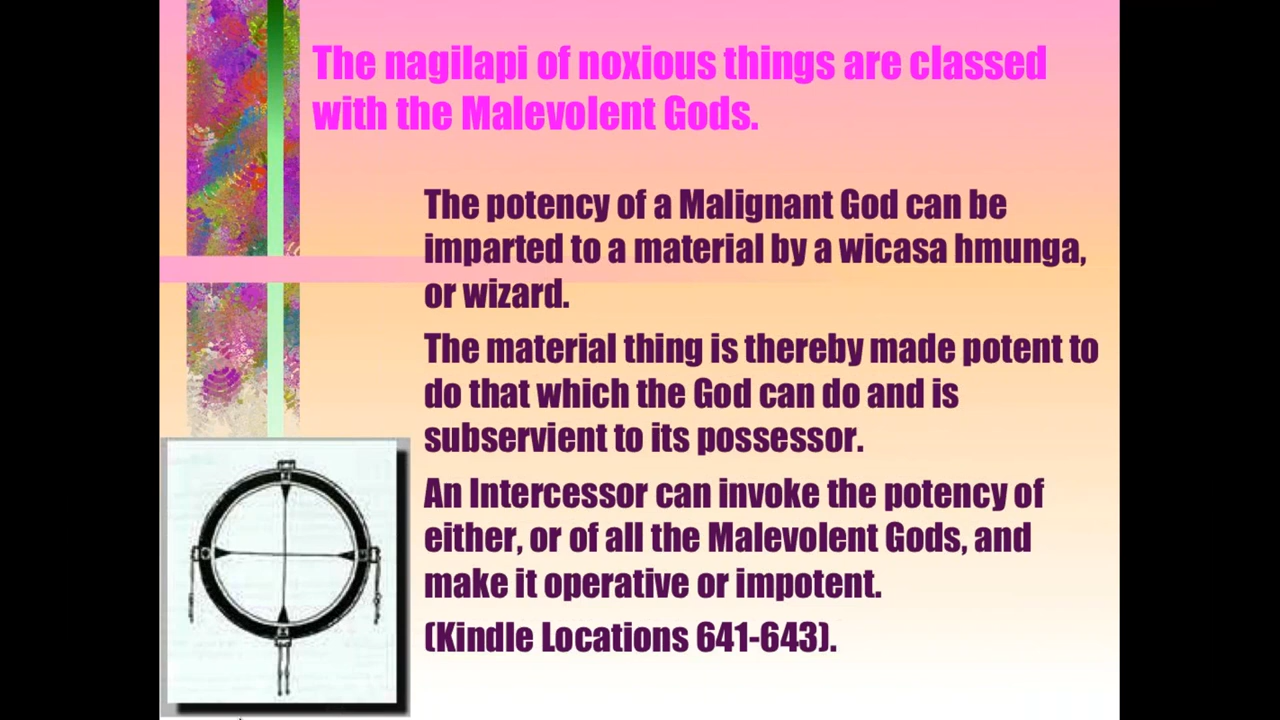 The nagilapi of noxious things are classed
with the Malevolent Gods.
The potency of a Malignant God can be
imparted to a material by a wicasa hmunga,
or wizard.
The material thing is thereby made potent to
do that which the God can do and is
subservient to its possessor.
An Intercessor can invoke the potency of
either, or of all the Malevolent Gods, and
make it operative or impotent.
(Kindle Locations 641-643).